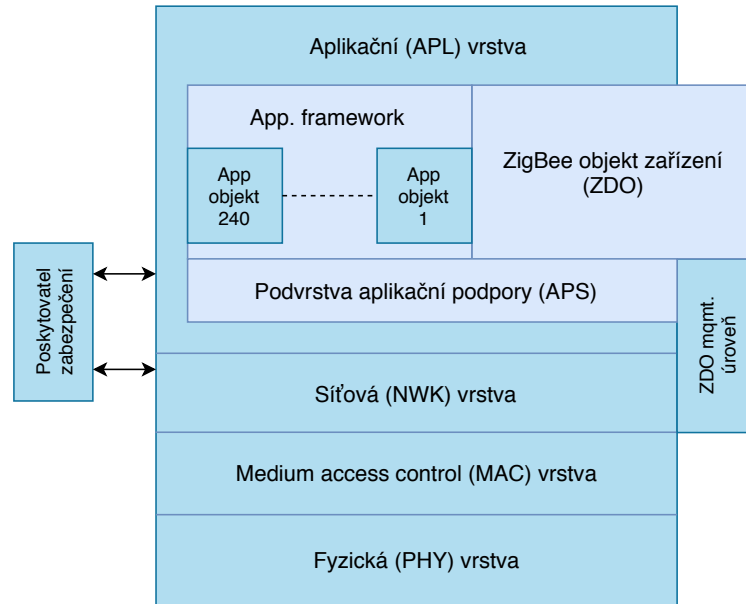 Aplikační (APL) vrstva
App. framework
ZigBee objekt zařízení
(ZDO)
App
objekt
240
App
objekt
1
Podvrstva aplikační podpory (APS)
Poskytovatel
zabezpečení
ZDO mqmt.
úroveň
Síťová (NWK) vrstva
Medium access control (MAC) vrstva
Fyzická (PHY) vrstva